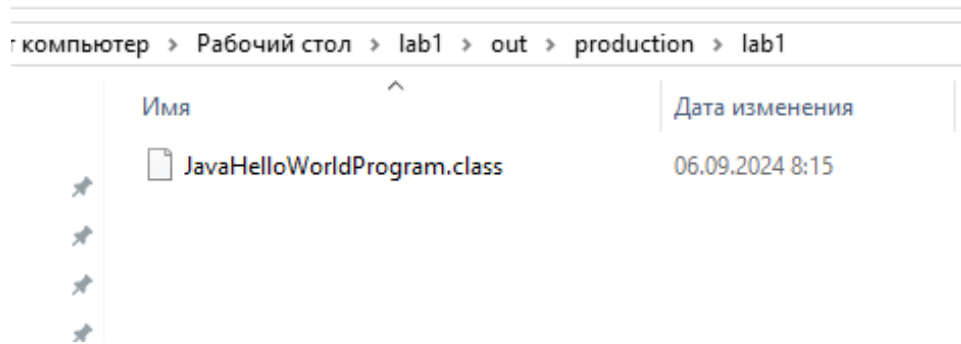 компьютер > Рабочий стол > lab1 > out > production > lab1
Имя Дата изменения
JavaHelloWorldProgram.class 06.09.2024 8:15